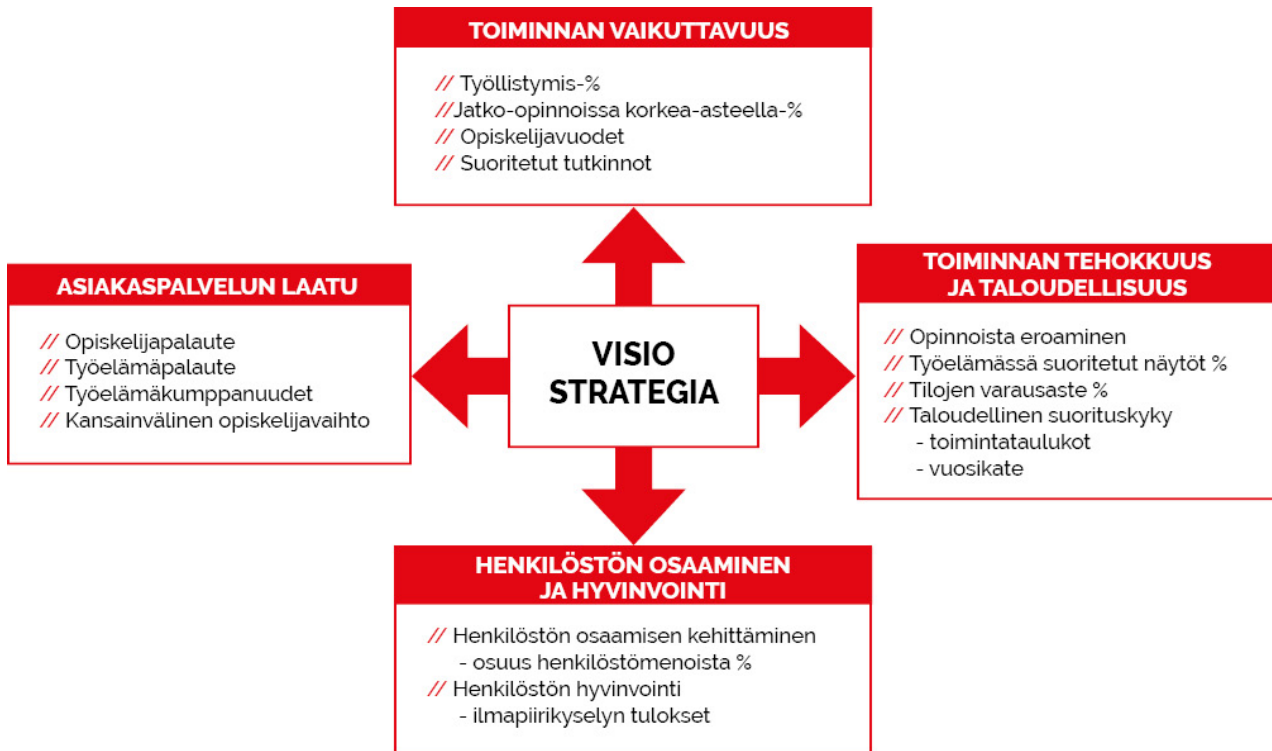 TOIMINNAN VAIKUTTAVUUS
// Työllistymis-%
//Jatko-opinnoissa korkea-asteella-%
// Opiskelijavuodet
// Suoritetut tutkinnot
ASIAKASPALVELUN LAATU
// Opiskelijapalaute
// Työelämäpalaute
// Työelämäkumppanuudet
// Kansainvälinen opiskelijavaihto
VISIO
STRATEGIA
TOIMINNAN TEHOKKUUS
JA TALOUDELLISUUS
// Opinnoista eroaminen
// Työelämässä suoritetut näytöt %
// Tilojen varausaste %
// Taloudellinen suorituskyky
- toimintataulukot
- vuosikate
HENKILÖSTÖN OSAAMINEN
JA HYVINVOINTI
// Henkilöstön osaamisen kehittäminen
- osuus henkilöstömenoista %
// Henkilöstön hyvinvointi
- ilmapiirikyselyn tulokset